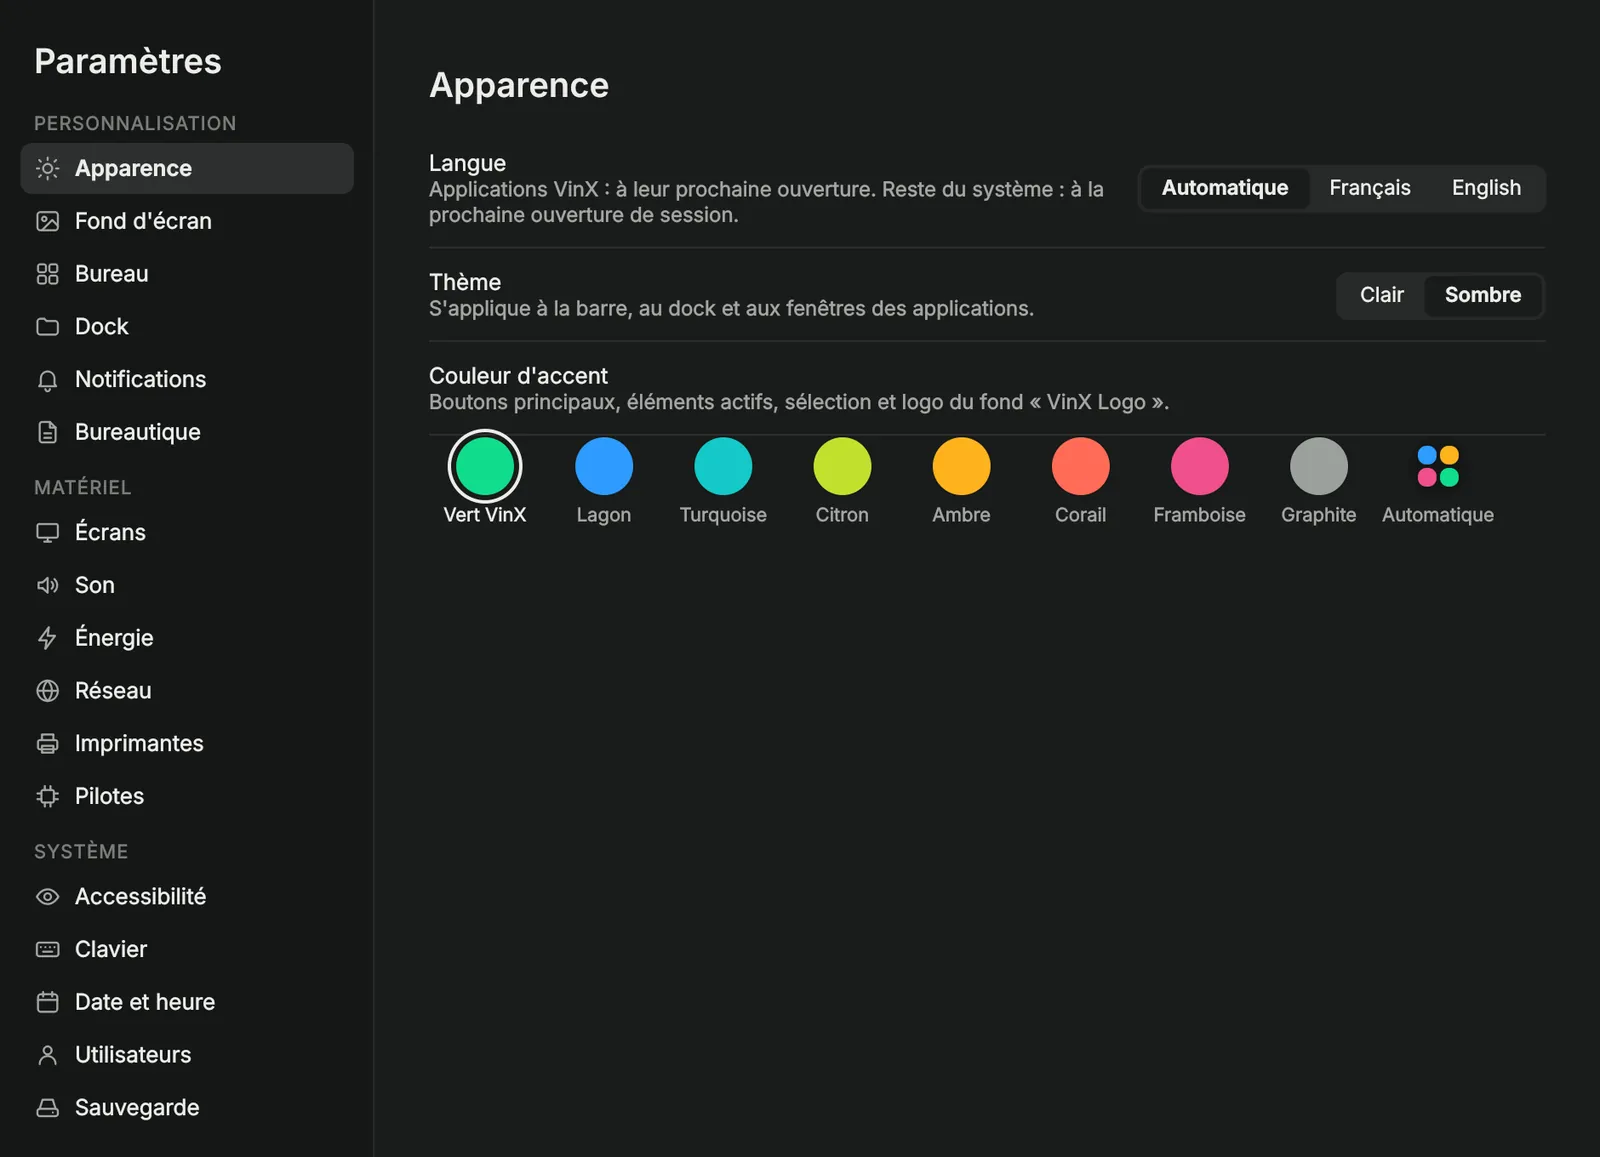 Paramètres
PERSONNALISATION
Apparence
Fond d'écran
Bureau
Dock
Notifications
Bureautique
MATÉRIEL
Écrans
Son
Énergie
Réseau
Imprimantes
Pilotes
SYSTÈME
Accessibilité
Clavier
Date et heure
Utilisateurs
Sauvegarde
Apparence
Langue
Applications VinX : à leur prochaine ouverture. Reste du système : à la
prochaine ouverture de session.
Automatique Français English
Thème
S'applique à la barre, au dock et aux fenêtres des applications.
Clair Sombre
Couleur d'accent
Boutons principaux, éléments actifs, sélection et logo du fond « VinX Logo ».
Vert VinX Lagon Turquoise Citron Ambre Corail Framboise Graphite Automatique